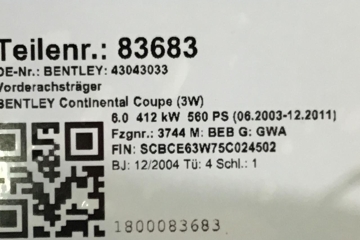 Teilenr.: 83683
OE-Nr.: BENTLEY: 43043033
Vorderachsträger
BENTLEY Continental Coupe (3W)
6.0 412 kW 560 PS (06.2003-12.2011)
Fzgnr.: 3744 M: BEB G: GWA
FIN: SCBCE63W75C024502
BJ: 12/2004 Tü: 4 Schl.: 1
1800083683